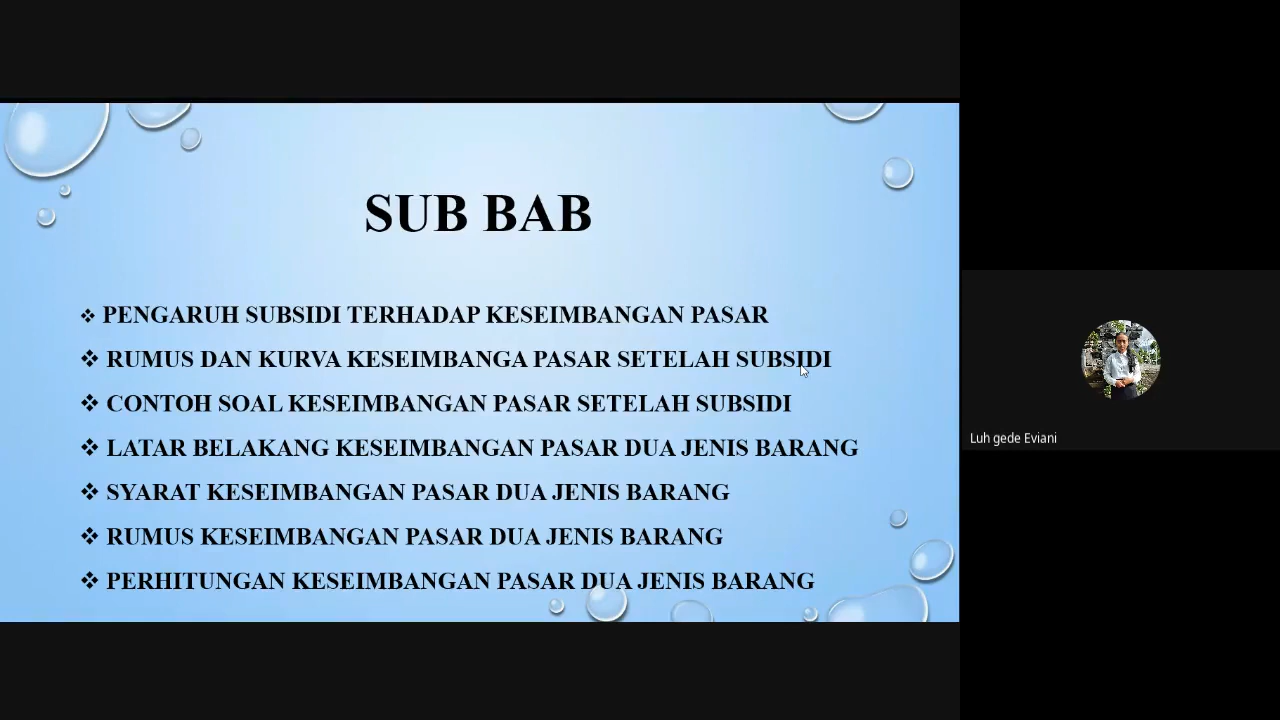 SUB BAB
❖ PENGARUH SUBSIDI TERHADAP KESEIMBANGAN PASAR
❖ RUMUS DAN KURVA KESEIMBANGA PASAR SETELAH SUBSIDI
❖ CONTOH SOAL KESEIMBANGAN PASAR SETELAH SUBSIDI
❖ LATAR BELAKANG KESEIMBANGAN PASAR DUA JENIS BARANG
❖ SYARAT KESEIMBANGAN PASAR DUA JENIS BARANG
❖ RUMUS KESEIMBANGAN PASAR DUA JENIS BARANG
❖ PERHITUNGAN KESEIMBANGAN PASAR DUA JENIS BARANG
Luh gede Eviani